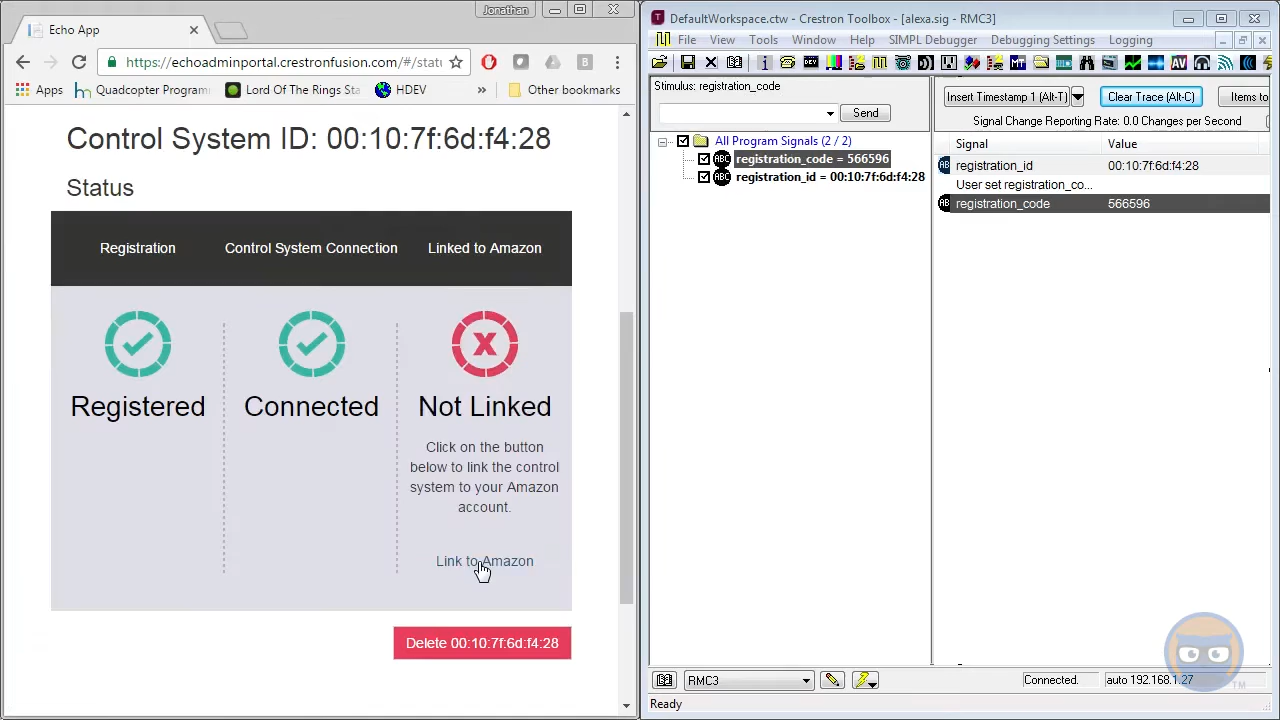 Jonathan
Echo App
https://echoadminportal.crestronfusion.com/#/statu
Apps
Quadcopter Program
Lord Of The Rings Sta
HDEV
»
Other bookmarks
Control System ID: 00:10:7f:6d:f4:28
Status
Registration
Control System Connection
Linked to Amazon
Registered
Connected
Not Linked
Click on the button
below to link the control
system to your Amazon
account.
Link to Amazon
Delete 00:10:7f:6d:f4:28
DefaultWorkspace.ctw - Crestron Toolbox - [alexa.sig - RMC3]
File View Tools Window Help SIMPL Debugger Debugging Settings Logging
Stimulus: registration_code
Send
All Program Signals (2 / 2)
registration_code = 566596
registration_id = 00:10:7f:6d:f4:28
Insert Timestamp 1 (Alt-T)
Clear Trace (Alt-C)
Items to
Signal Change Reporting Rate: 0.0 Changes per Second
Signal Value
registration_id 00:10:7f:6d:f4:28
User set registration_co...
registration_code 566596
RMC3
Connected.
auto 192.168.1.27
Ready
TM